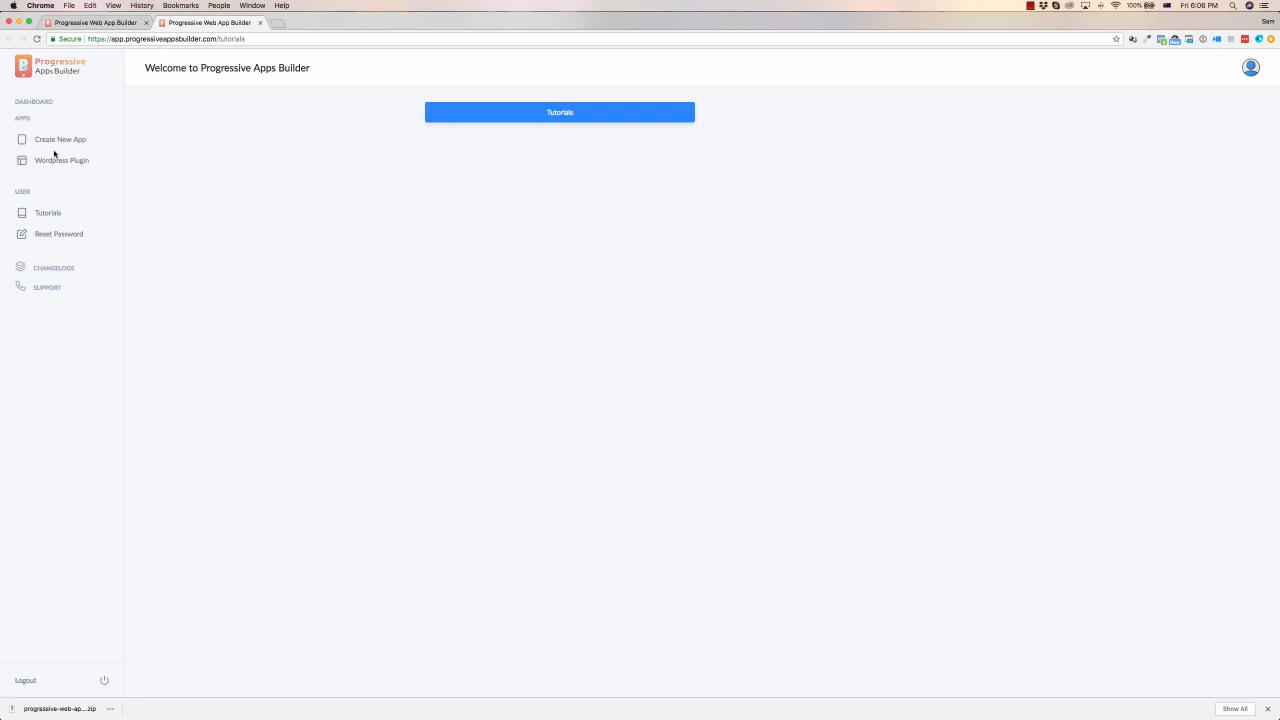 Chrome File Edit View History Bookmarks People Window Help 100% Fri 6:06 PM
Progressive Web App Builder Progressive Web App Builder Sam
Secure https://app.progressiveappsbuilder.com/tutorials
Progressive
Apps Builder
Welcome to Progressive Apps Builder
DASHBOARD
Tutorials
APPS
Create New App
Wordpress Plugin
USER
Tutorials
Reset Password
CHANGELOGS
SUPPORT
Logout
progressive-web-ap....zip Show All